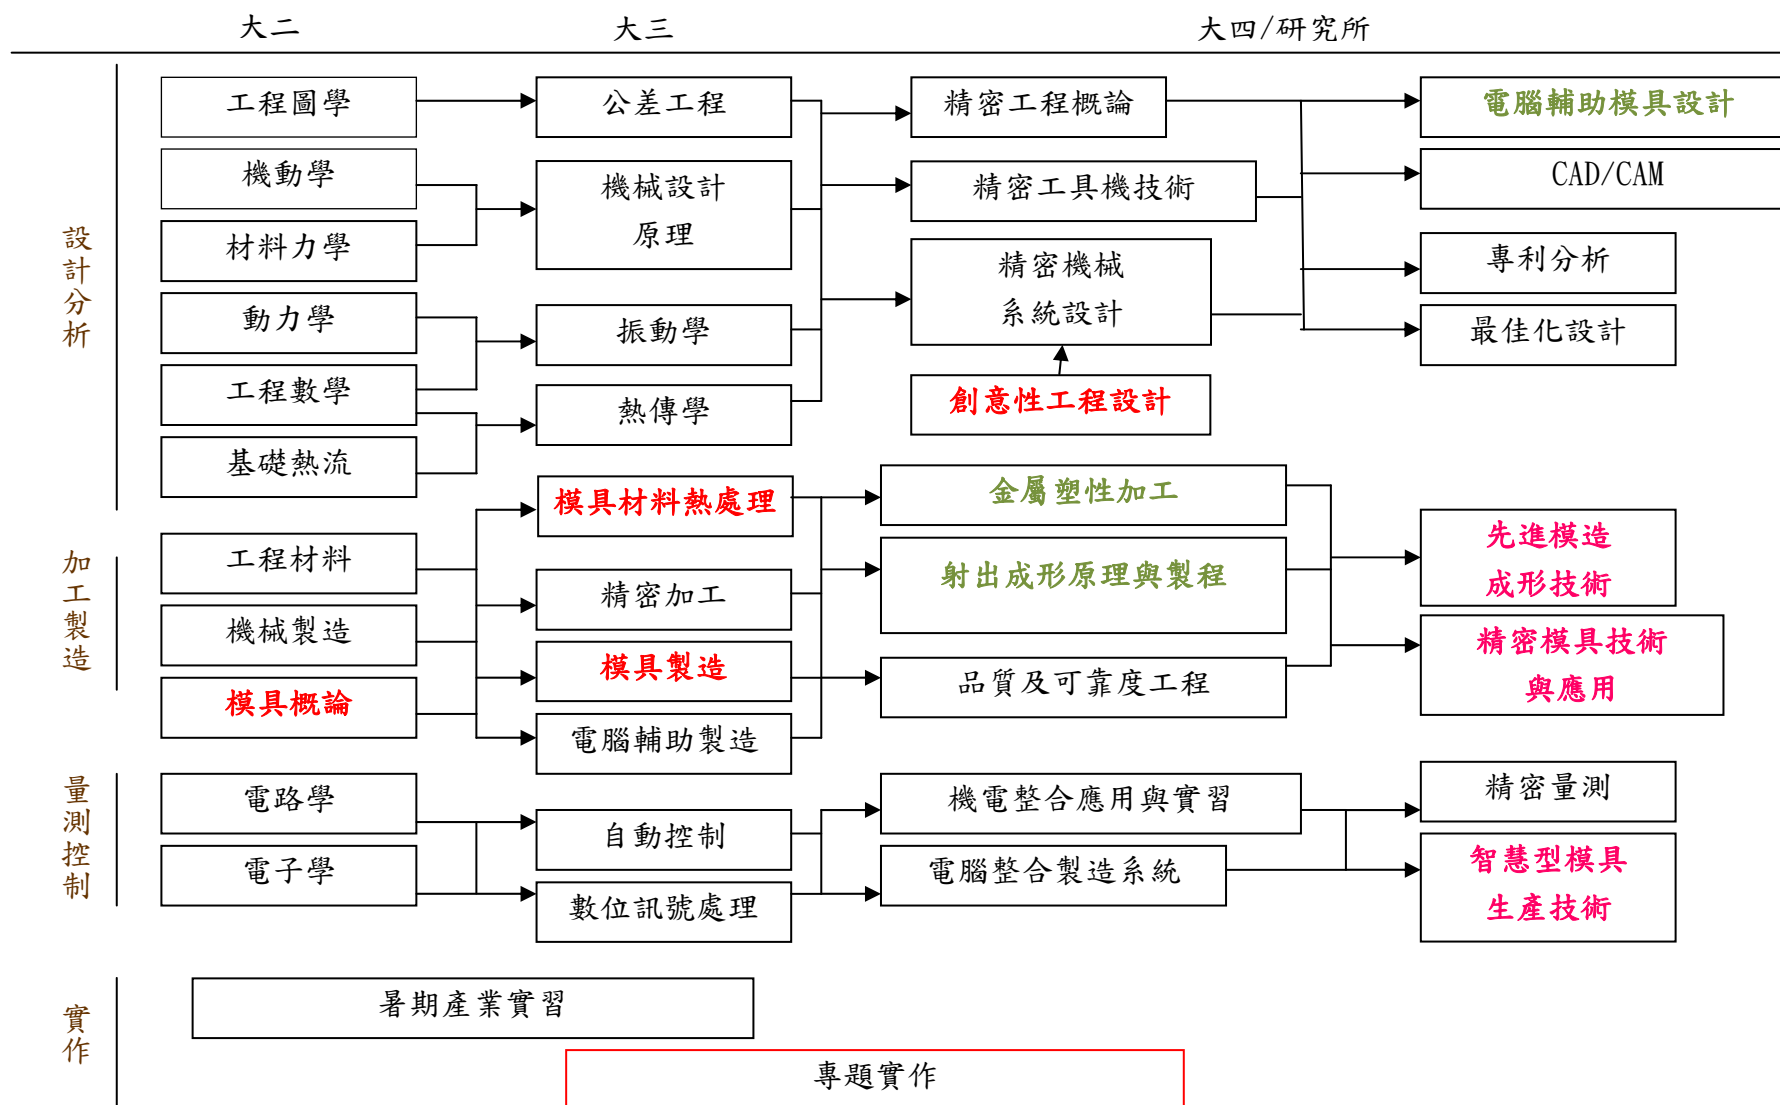 大二
大三
大四/研究所
設計分析
工程圖學
公差工程
精密工程概論
電腦輔助模具設計
機動學
機械設計
原理
精密工具機技術
CAD/CAM
材料力學
精密機械
系統設計
專利分析
動力學
振動學
最佳化設計
工程數學
熱傳學
創意性工程設計
基礎熱流
加工製造
模具材料熱處理
金屬塑性加工
先進模造
成形技術
工程材料
精密加工
射出成形原理與製程
機械製造
模具製造
品質及可靠度工程
精密模具技術
與應用
模具概論
電腦輔助製造
量測控制
電路學
自動控制
機電整合應用與實習
精密量測
電子學
數位訊號處理
電腦整合製造系統
智慧型模具
生產技術
實作
暑期產業實習
專題實作